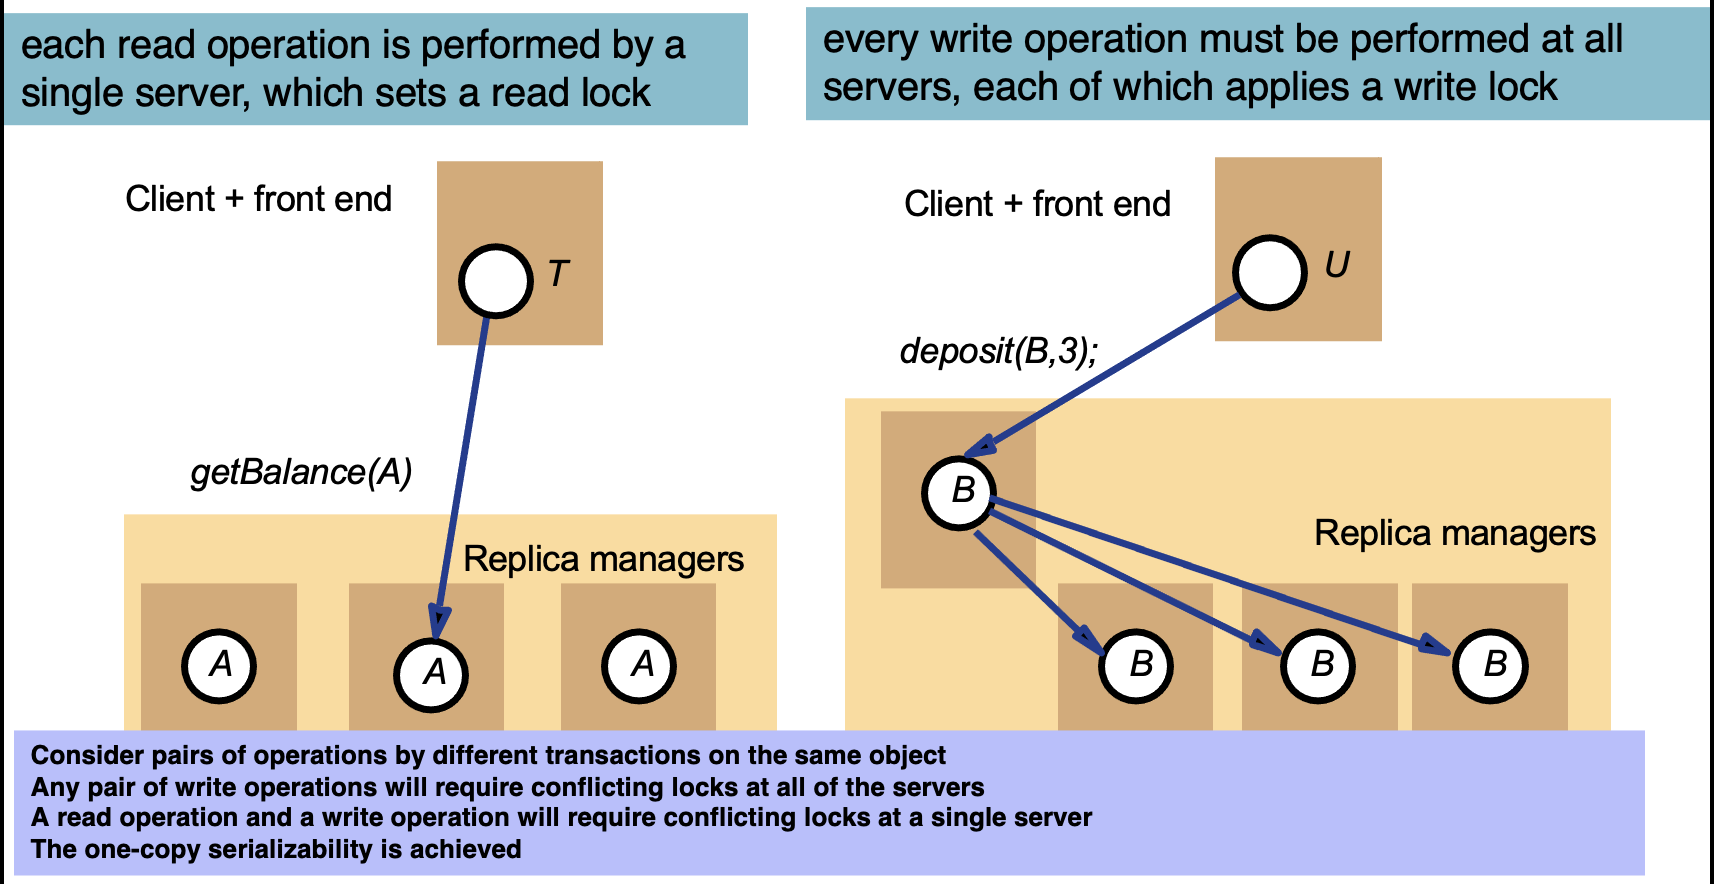 each read operation is performed by a
single server, which sets a read lock
every write operation must be performed at all
servers, each of which applies a write lock
Client + front end
T
getBalance(A)
Replica managers
A
A
A
Client + front end
U
deposit(B,3);
B
Replica managers
B
B
B
Consider pairs of operations by different transactions on the same object
Any pair of write operations will require conflicting locks at all of the servers
A read operation and a write operation will require conflicting locks at a single server
The one-copy serializability is achieved